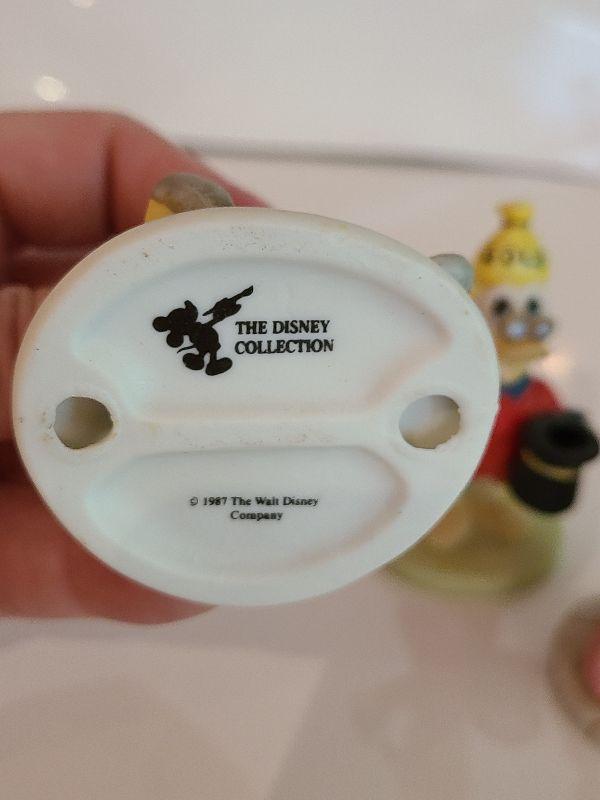 THE DISNEY
COLLECTION
© 1987 The Walt Disney
Company